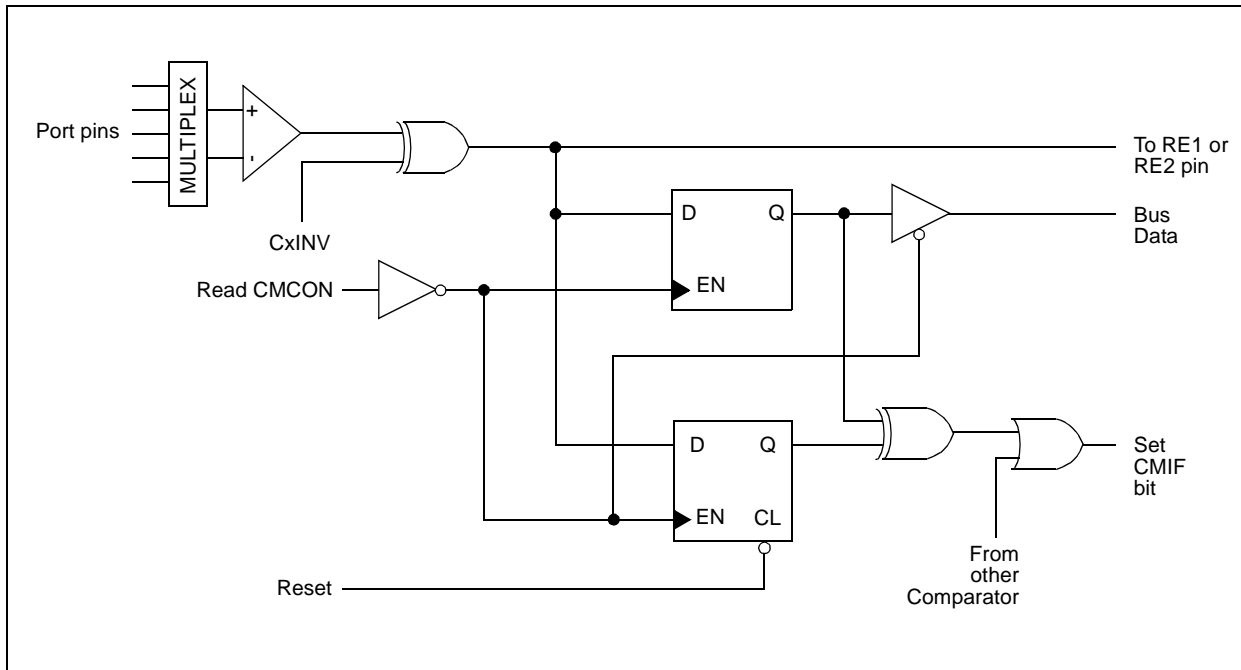 MULTIPLEX
+
-
Port pins
To RE1 or
RE2 pin
D
Q
Bus
Data
CxINV
EN
Read CMCON
D
Q
Set
CMIF
bit
EN
CL
From
other
Comparator
Reset